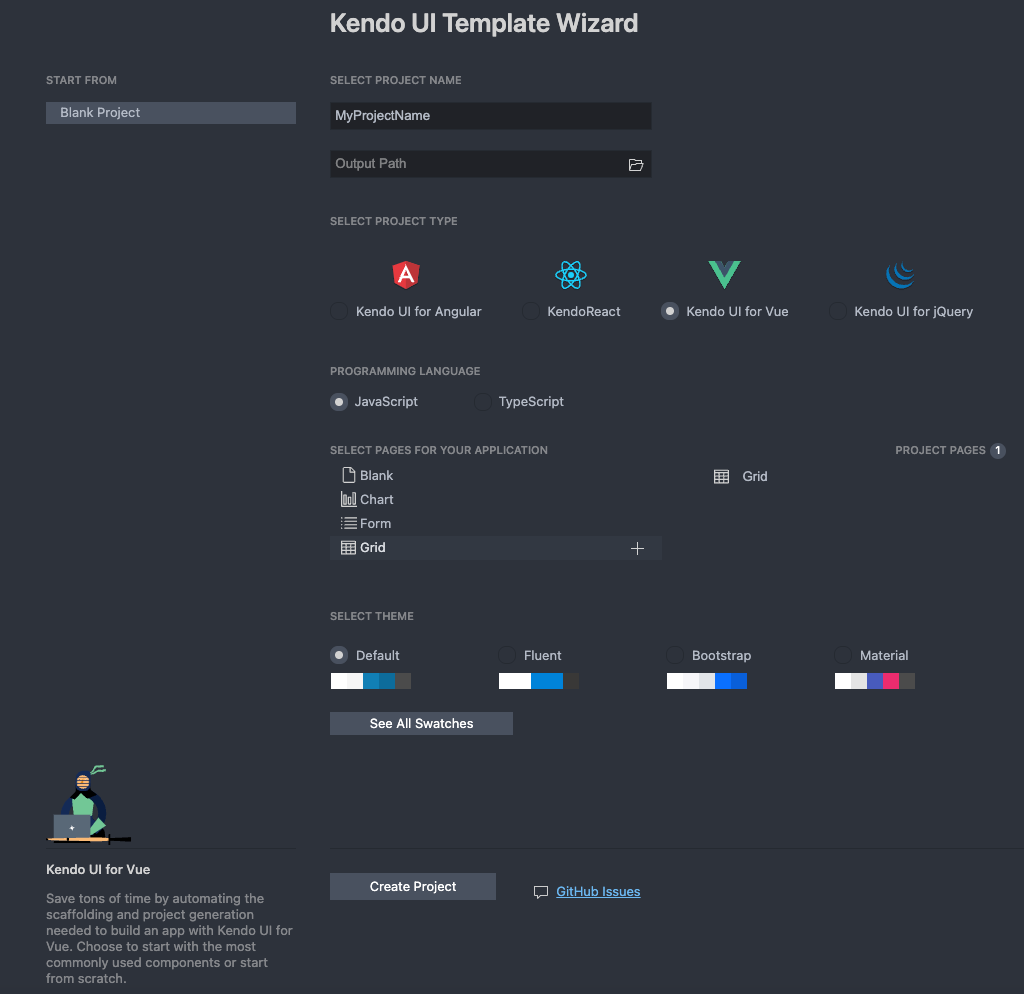 Kendo UI Template Wizard
START FROM
Blank Project
SELECT PROJECT NAME
MyProjectName
Output Path
SELECT PROJECT TYPE
Kendo UI for Angular
KendoReact
Kendo UI for Vue
Kendo UI for jQuery
PROGRAMMING LANGUAGE
JavaScript
TypeScript
SELECT PAGES FOR YOUR APPLICATION
Blank
Chart
Form
Grid
PROJECT PAGES 1
Grid
SELECT THEME
Default
Fluent
Bootstrap
Material
See All Swatches
Kendo UI for Vue
Save tons of time by automating the
scaffolding and project generation
needed to build an app with Kendo UI for
Vue. Choose to start with the most
commonly used components or start
from scratch.
Create Project
GitHub Issues